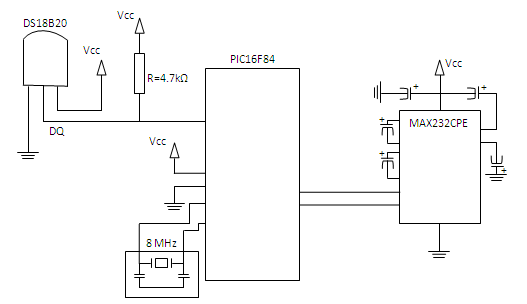 DS18B20
Vcc
Vcc
R=4.7kΩ
DQ
PIC16F84
Vcc
8 MHz
Vcc
+
+
MAX232CPE
+
+
+